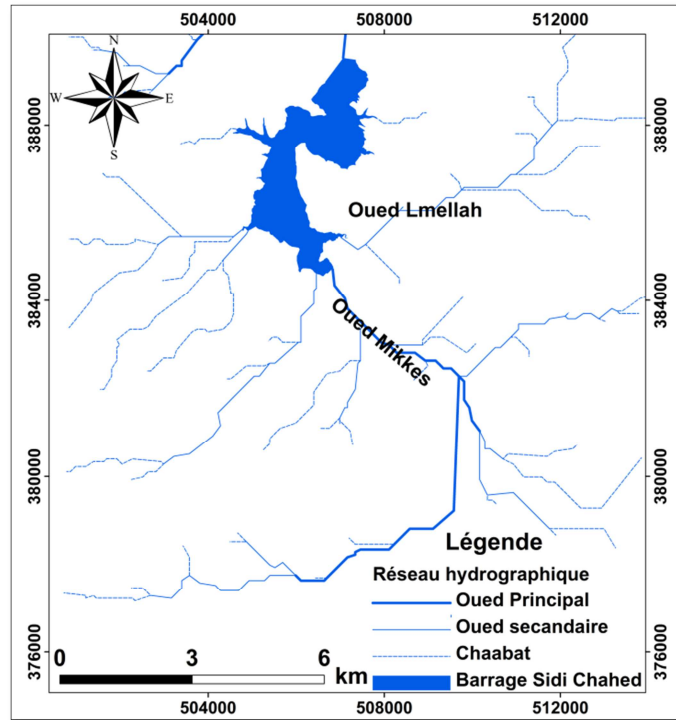 504000 508000 512000
N
W E
S
388000 388000
Oued Lmellah
384000 384000
Oued Mikkes
380000 380000
Légende
Réseau hydrographique
Oued Principal
Oued secandaire
Chaabat
Barrage Sidi Chahed
376000 376000
0 3 6
km
504000 508000 512000